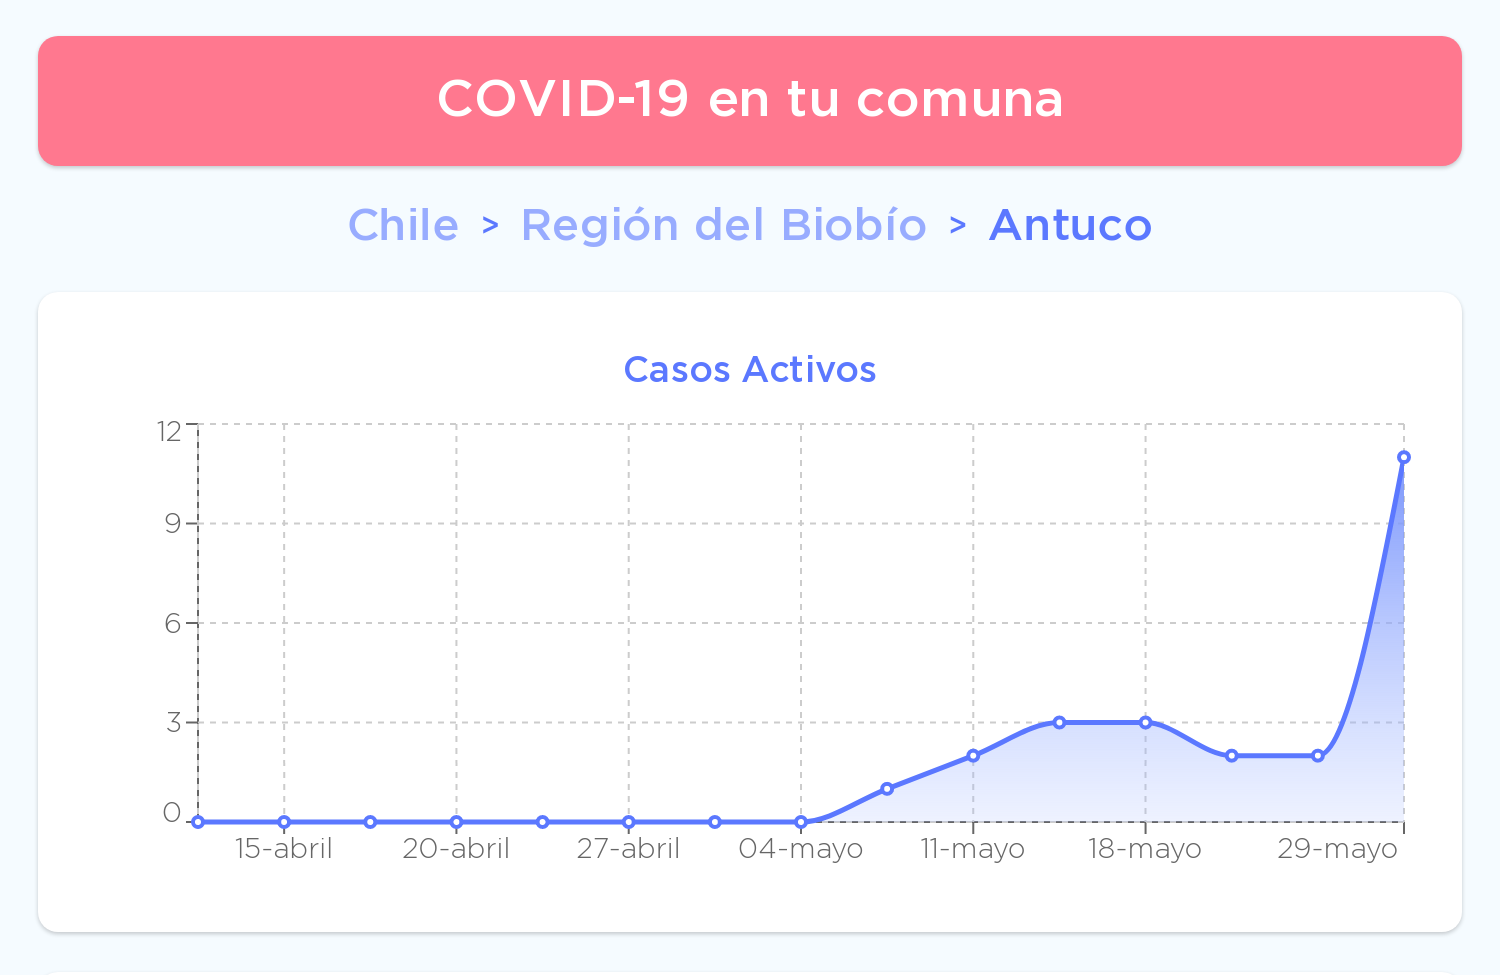 COVID-19 en tu comuna
Chile > Región del Biobío > Antuco
Casos Activos
12
9
6
3
0
15-abril 20-abril 27-abril 04-mayo 11-mayo 18-mayo 29-mayo